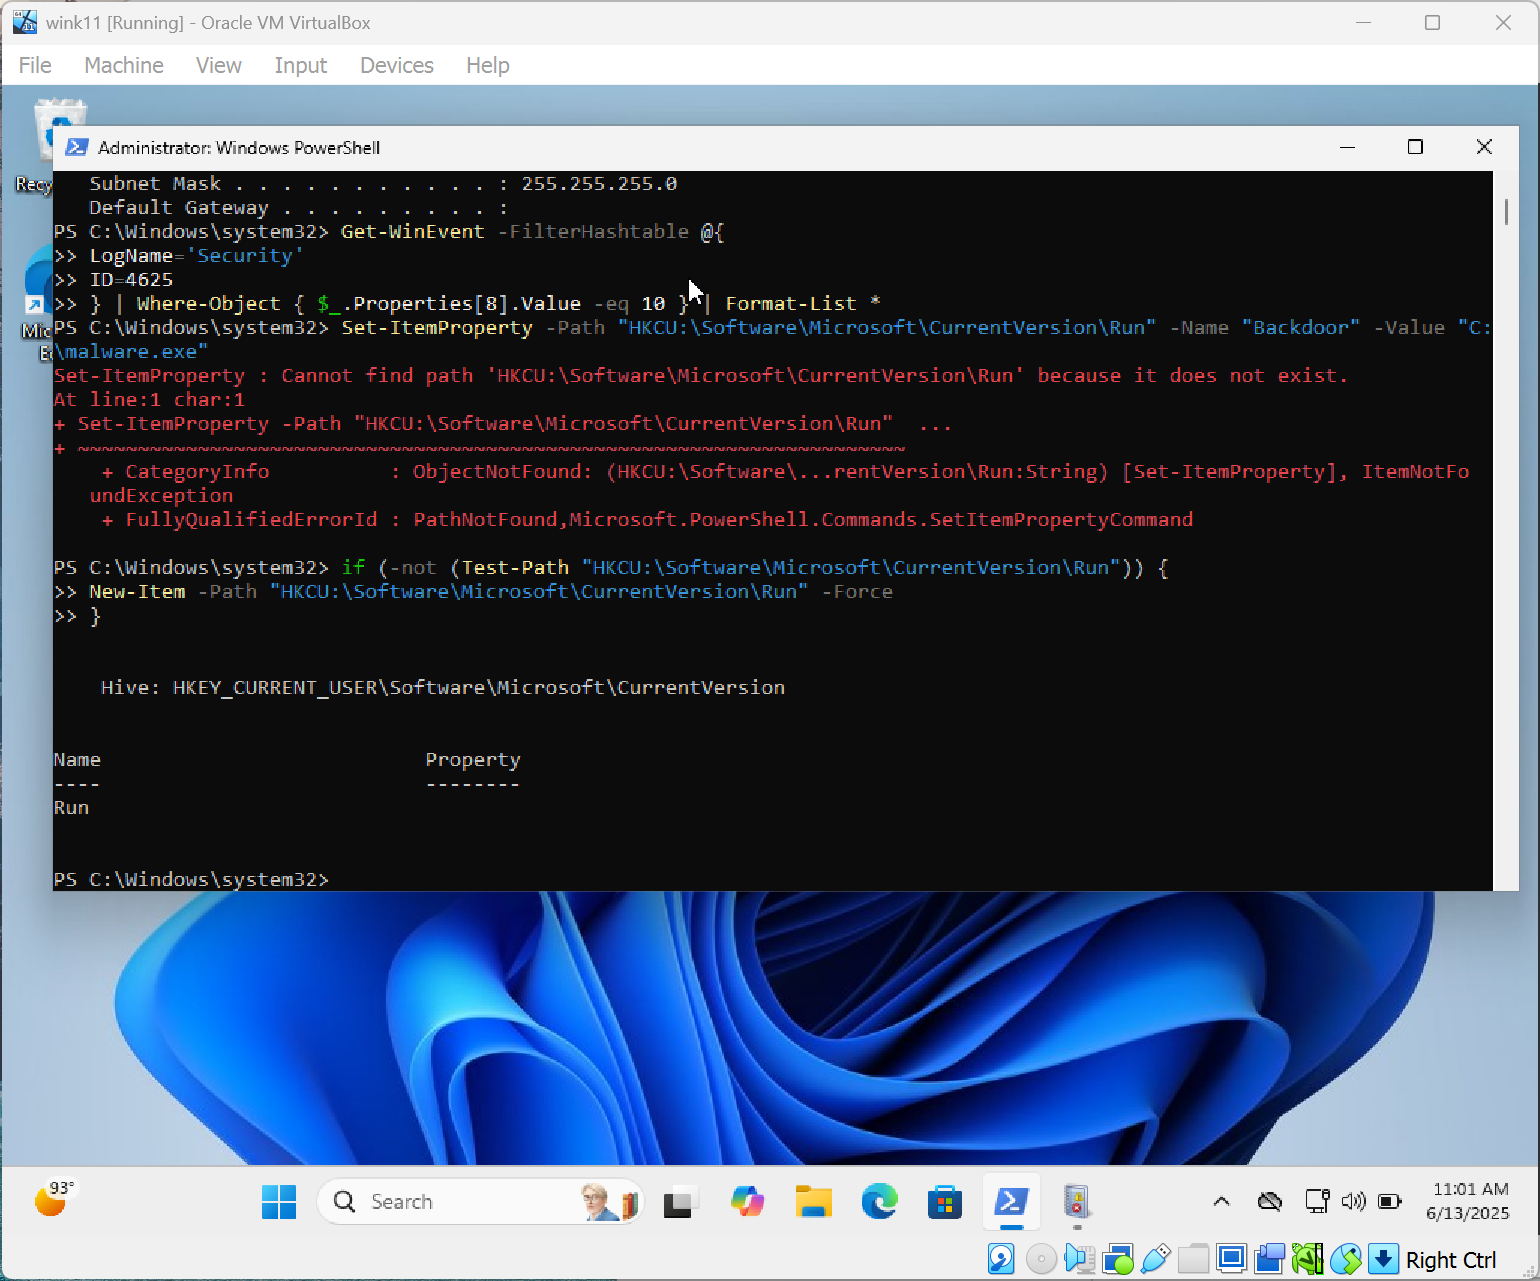 wink11 [Running] - Oracle VM VirtualBox
File Machine View Input Devices Help
Recy
Administrator: Windows PowerShell
Subnet Mask . . . . . . . . . . . : 255.255.255.0
Default Gateway . . . . . . . . . :
PS C:\Windows\system32> Get-WinEvent -FilterHashtable @{
>> LogName='Security'
>> ID=4625
>> } | Where-Object { $_.Properties[8].Value -eq 10 } | Format-List *
PS C:\Windows\system32> Set-ItemProperty -Path "HKCU:\Software\Microsoft\CurrentVersion\Run" -Name "Backdoor" -Value "C:
\malware.exe"
Set-ItemProperty : Cannot find path 'HKCU:\Software\Microsoft\CurrentVersion\Run' because it does not exist.
At line:1 char:1
+ Set-ItemProperty -Path "HKCU:\Software\Microsoft\CurrentVersion\Run" ...
+ ~~~~~~~~~~~~~~~~~~~~~~~~~~~~~~~~~~~~~~~~~~~~~~~~~~~~~~~~~~~~~~~~~~~~~
+ CategoryInfo : ObjectNotFound: (HKCU:\Software\...rentVersion\Run:String) [Set-ItemProperty], ItemNotFo
undException
+ FullyQualifiedErrorId : PathNotFound,Microsoft.PowerShell.Commands.SetItemPropertyCommand
PS C:\Windows\system32> if (-not (Test-Path "HKCU:\Software\Microsoft\CurrentVersion\Run")) {
>> New-Item -Path "HKCU:\Software\Microsoft\CurrentVersion\Run" -Force
>> }
Hive: HKEY_CURRENT_USER\Software\Microsoft\CurrentVersion
Name Property
---- --------
Run
PS C:\Windows\system32>
Mic
E
93°
Search
11:01 AM
6/13/2025
Right Ctrl